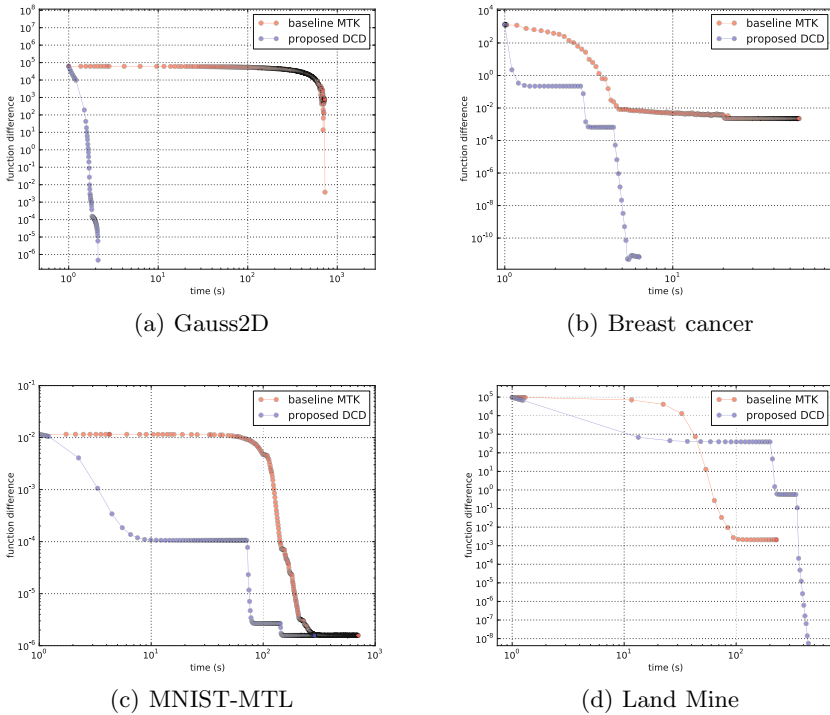 10^8
10^7
10^6
10^5
10^4
10^3
10^2
10^1
10^0
10^-1
10^-2
10^-3
10^-4
10^-5
10^-6
function difference
baseline MTK
proposed DCD
10^0 10^1 10^2 10^3
time (s)
(a) Gauss2D
10^4
10^2
10^0
10^-2
10^-4
10^-6
10^-8
10^-10
function difference
baseline MTK
proposed DCD
10^0 10^1
time (s)
(b) Breast cancer
10^-1
10^-2
10^-3
10^-4
10^-5
10^-6
function difference
baseline MTK
proposed DCD
10^0 10^1 10^2 10^3
time (s)
(c) MNIST-MTL
10^5
10^4
10^3
10^2
10^1
10^0
10^-1
10^-2
10^-3
10^-4
10^-5
10^-6
10^-7
10^-8
function difference
baseline MTK
proposed DCD
10^0 10^1 10^2
time (s)
(d) Land Mine